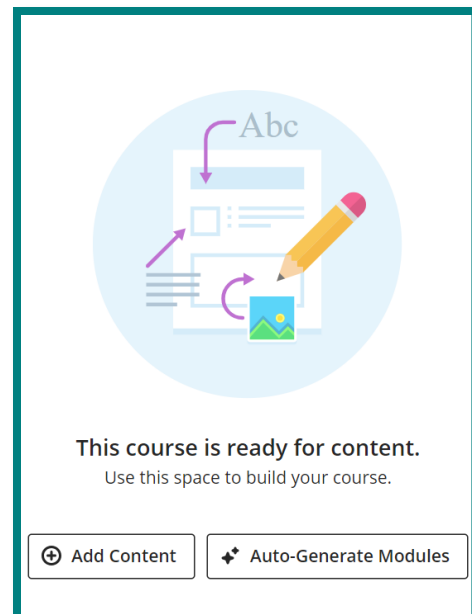 Abc
This course is ready for content.
Use this space to build your course.
Add Content
Auto-Generate Modules